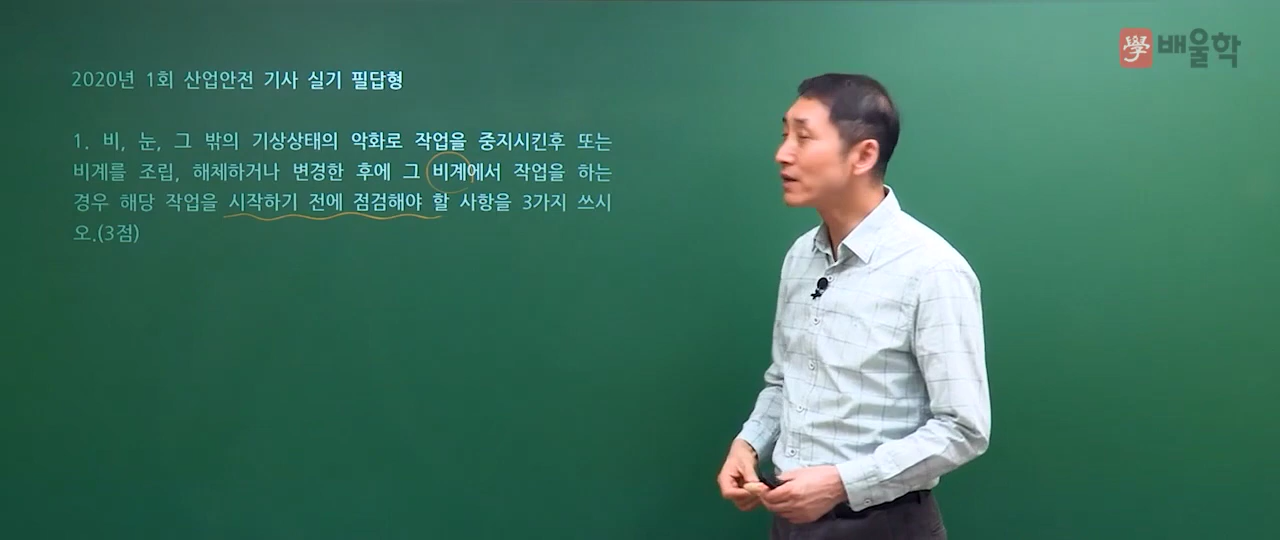 學 배울학
2020년 1회 산업안전 기사 실기 필답형
1. 비, 눈, 그 밖의 기상상태의 악화로 작업을 중지시킨후 또는
비계를 조립, 해체하거나 변경한 후에 그 비계에서 작업을 하는
경우 해당 작업을 시작하기 전에 점검해야 할 사항을 3가지 쓰시
오.(3점)